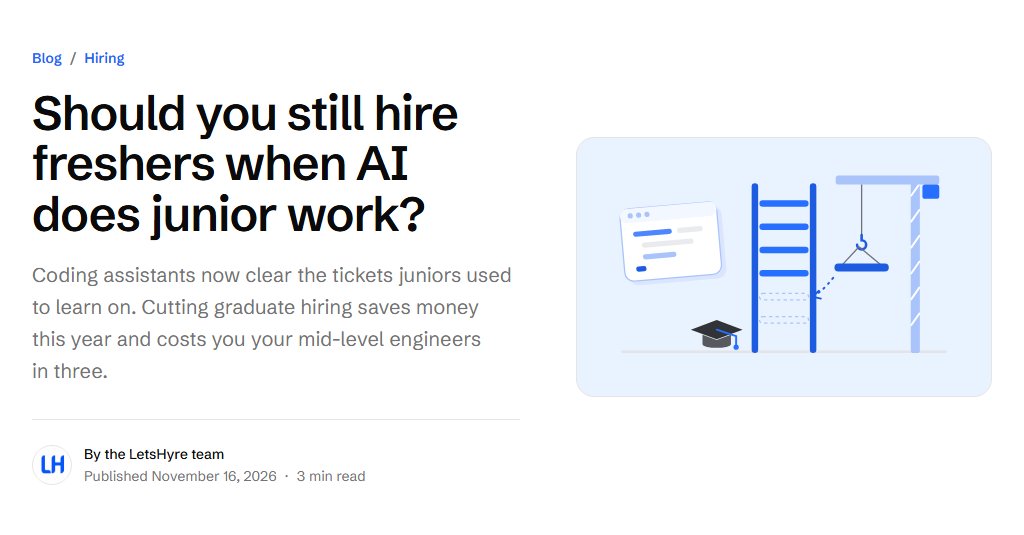 Blog / Hiring
Should you still hire
freshers when AI
does junior work?
Coding assistants now clear the tickets juniors used
to learn on. Cutting graduate hiring saves money
this year and costs you your mid-level engineers
in three.
LH
By the LetsHyre team
Published November 16, 2026 · 3 min read